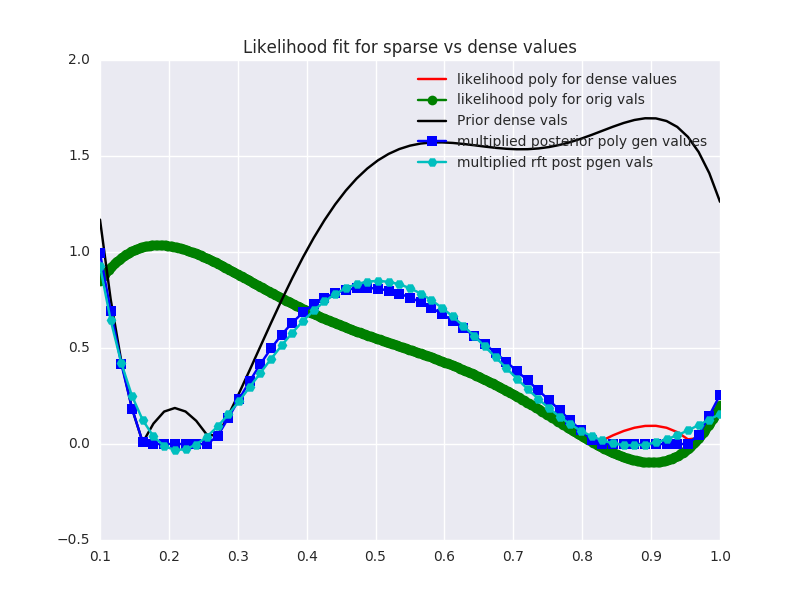 Likelihood fit for sparse vs dense values
2.0
1.5
1.0
0.5
0.0
−0.5
likelihood poly for dense values
likelihood poly for orig vals
Prior dense vals
multiplied posterior poly gen values
multiplied rft post pgen vals
0.1 0.2 0.3 0.4 0.5 0.6 0.7 0.8 0.9 1.0